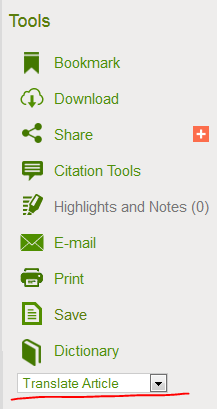 Tools
Bookmark
Download
Share
Citation Tools
Highlights and Notes (0)
E-mail
Print
Save
Dictionary
Translate Article